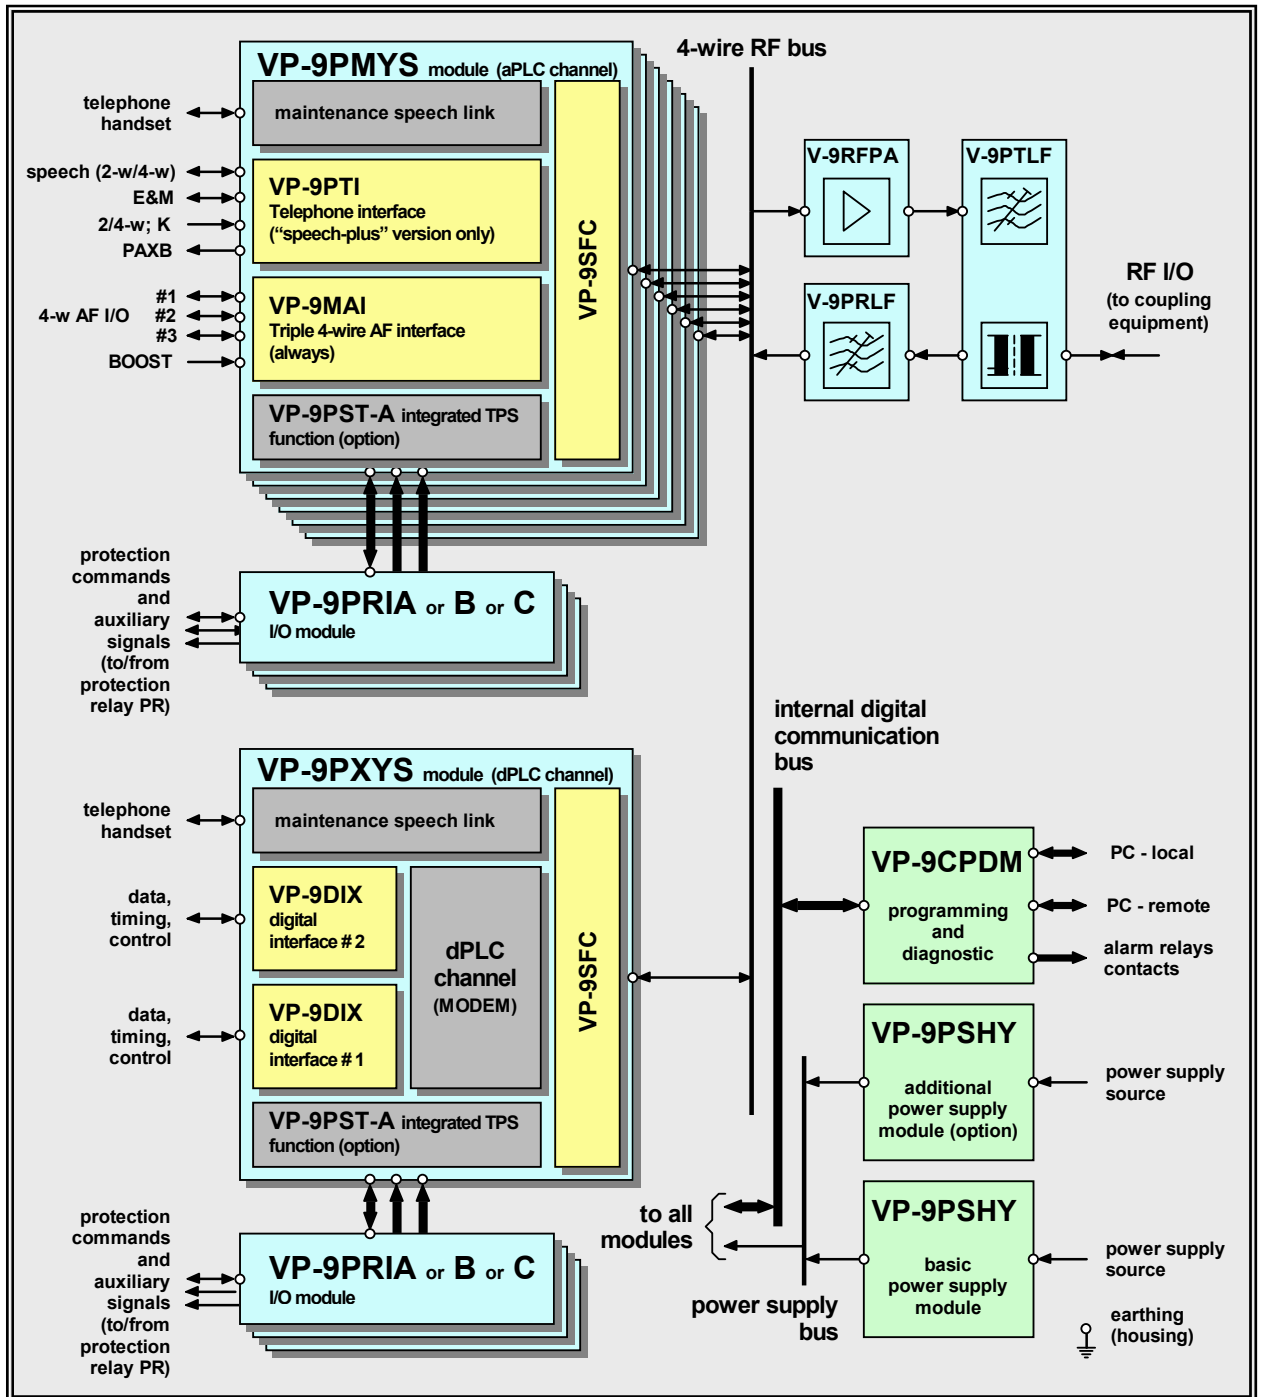 VP-9PMYS module (aPLC channel)
4-wire RF bus
telephone
handset
maintenance speech link
speech (2-w/4-w)
E&M
2/4-w; K
PAXB
VP-9PTI
Telephone interface
(“speech-plus” version only)
#1
4-w AF I/O #2
#3
BOOST
VP-9MAI
Triple 4-wire AF interface
(always)
VP-9PST-A integrated TPS
function (option)
VP-9SFC
V-9RFPA
V-9PTLF
V-9PRLF
RF I/O
(to coupling
equipment)
protection
commands
and
auxiliary
signals
(to/from
protection
relay PR)
VP-9PRIA or B or C
I/O module
internal digital
communication
bus
VP-9PXYS module (dPLC channel)
telephone
handset
maintenance speech link
data,
timing,
control
VP-9DIX
digital
interface # 2
data,
timing,
control
VP-9DIX
digital
interface # 1
dPLC
channel
(MODEM)
VP-9SFC
VP-9PST-A integrated TPS
function (option)
VP-9CPDM
programming
and
diagnostic
PC - local
PC - remote
alarm relays
contacts
VP-9PSHY
additional
power supply
module (option)
power supply
source
VP-9PSHY
basic
power supply
module
power supply
source
to all
modules
power supply
bus
protection
commands
and
auxiliary
signals
(to/from
protection
relay PR)
VP-9PRIA or B or C
I/O module
earthing
(housing)